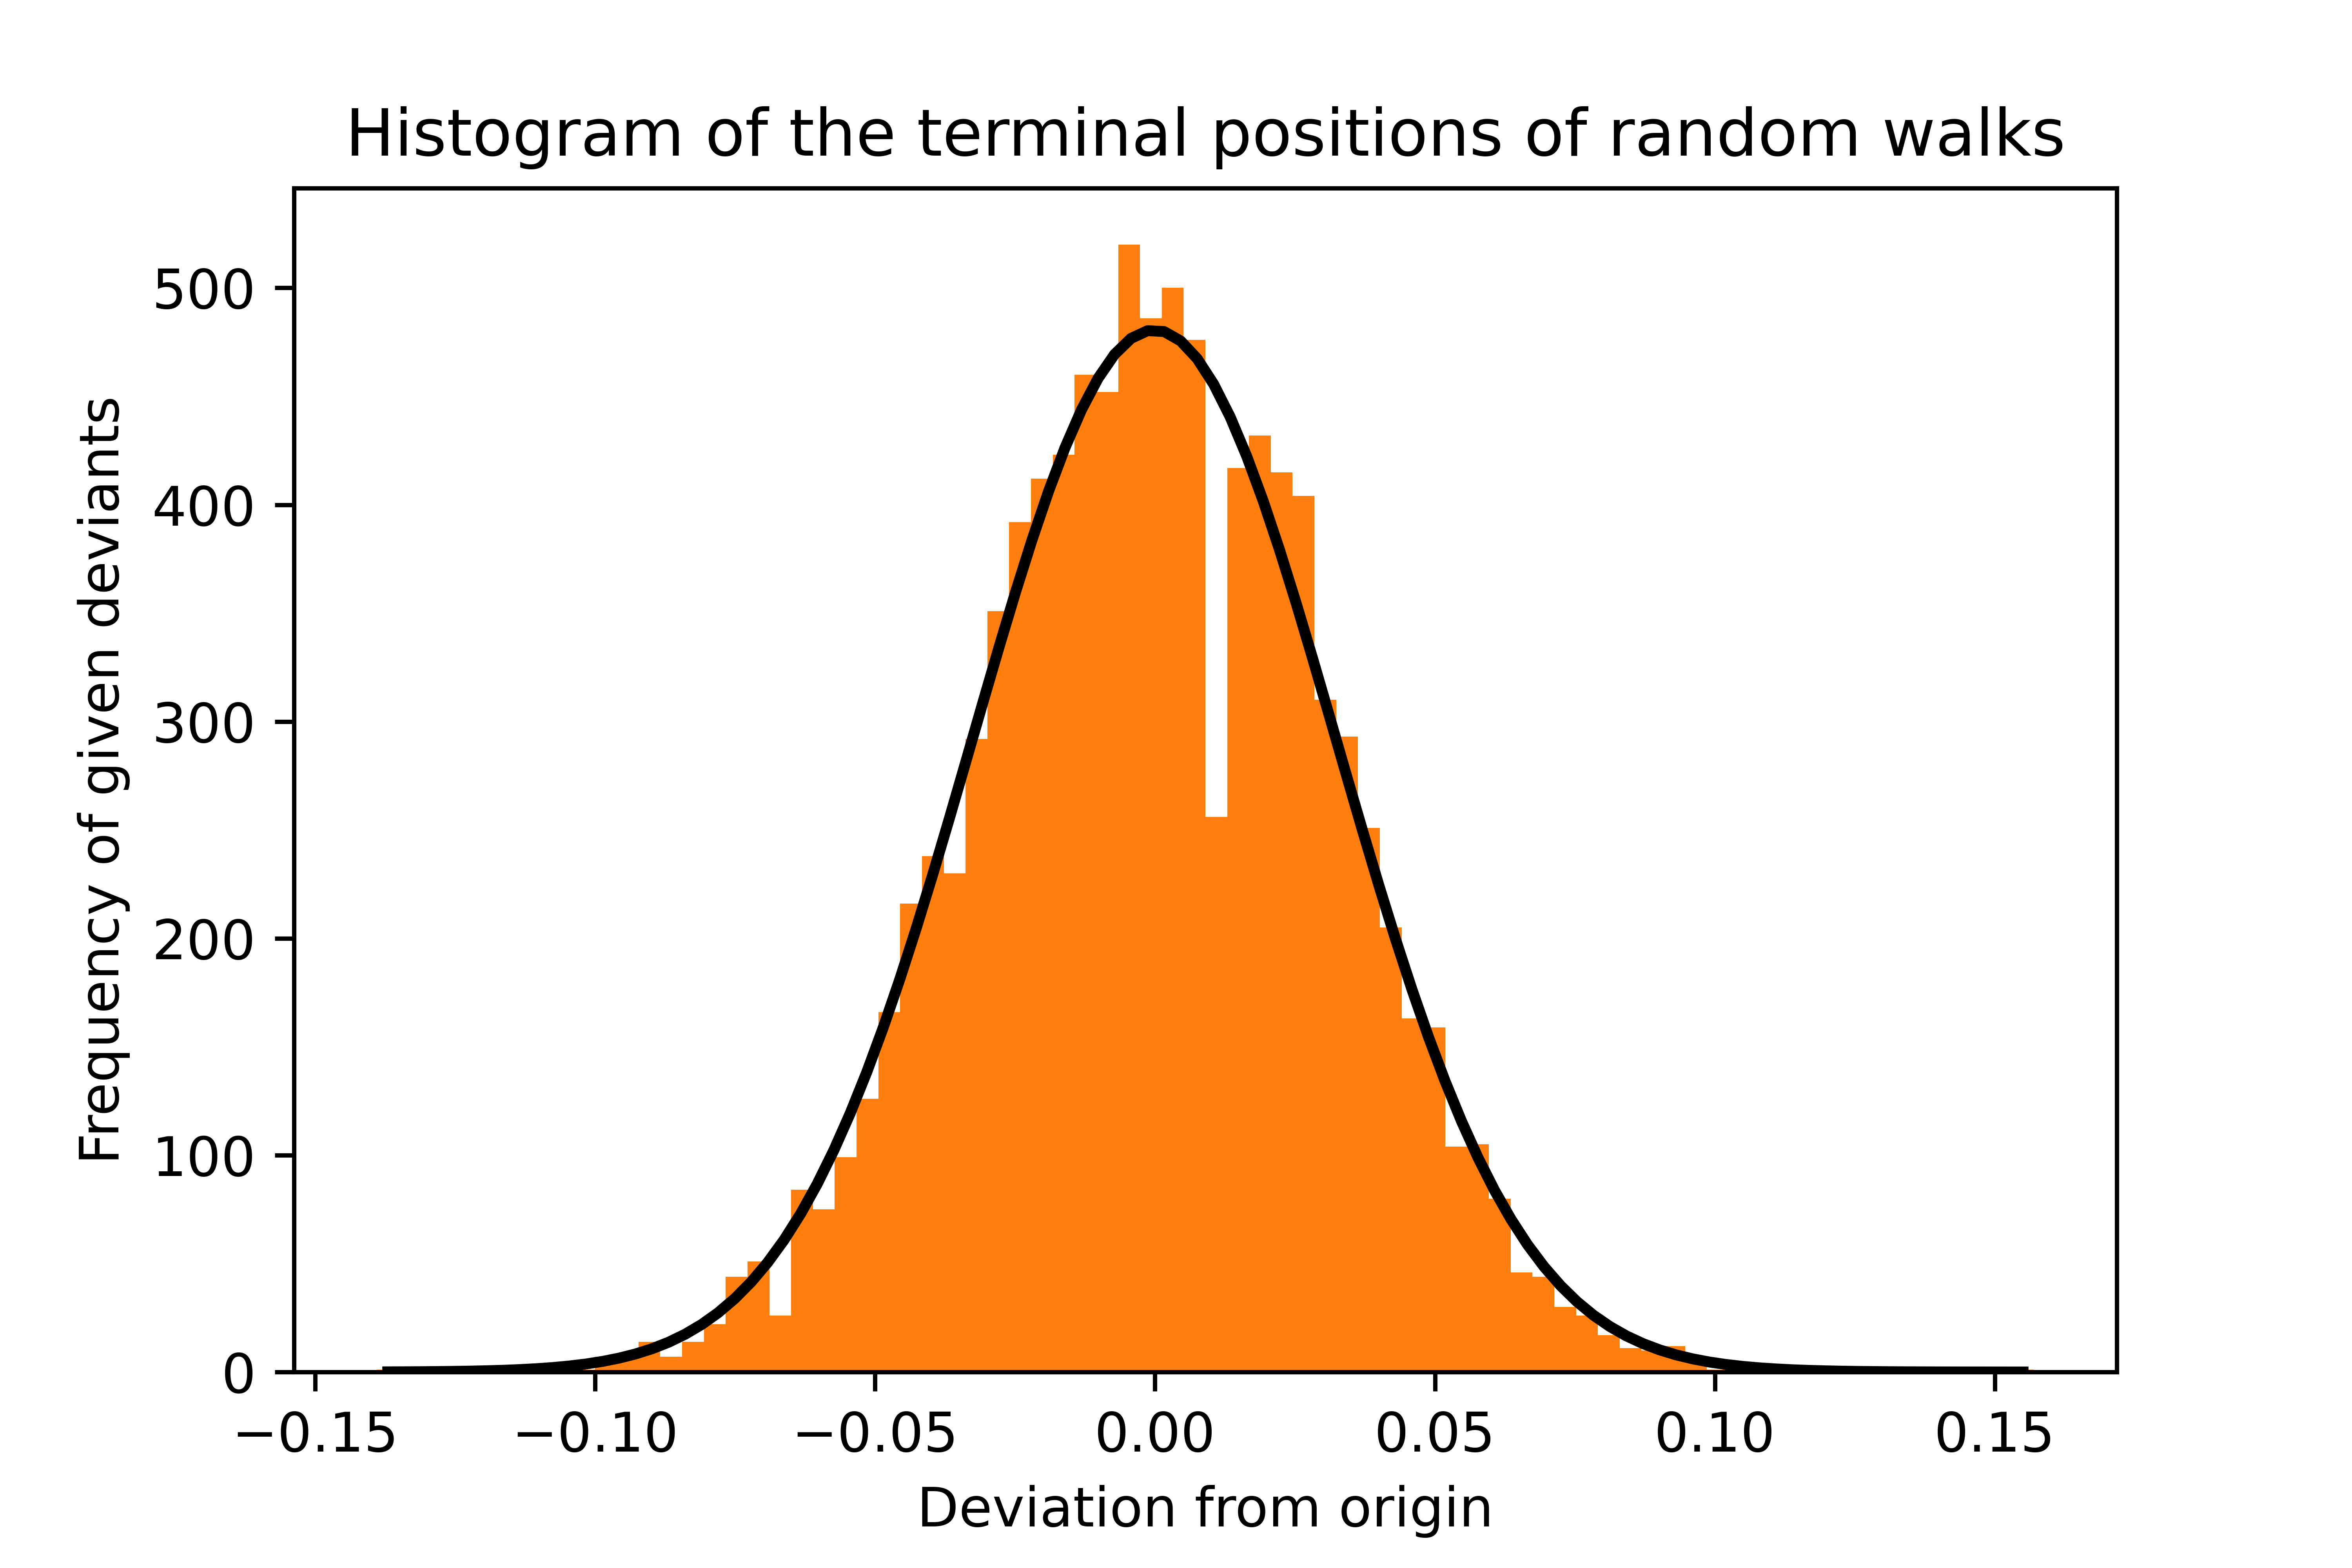 Histogram of the terminal positions of random walks
Frequency of given deviants
500
400
300
200
100
0
−0.15 −0.10 −0.05 0.00 0.05 0.10 0.15
Deviation from origin